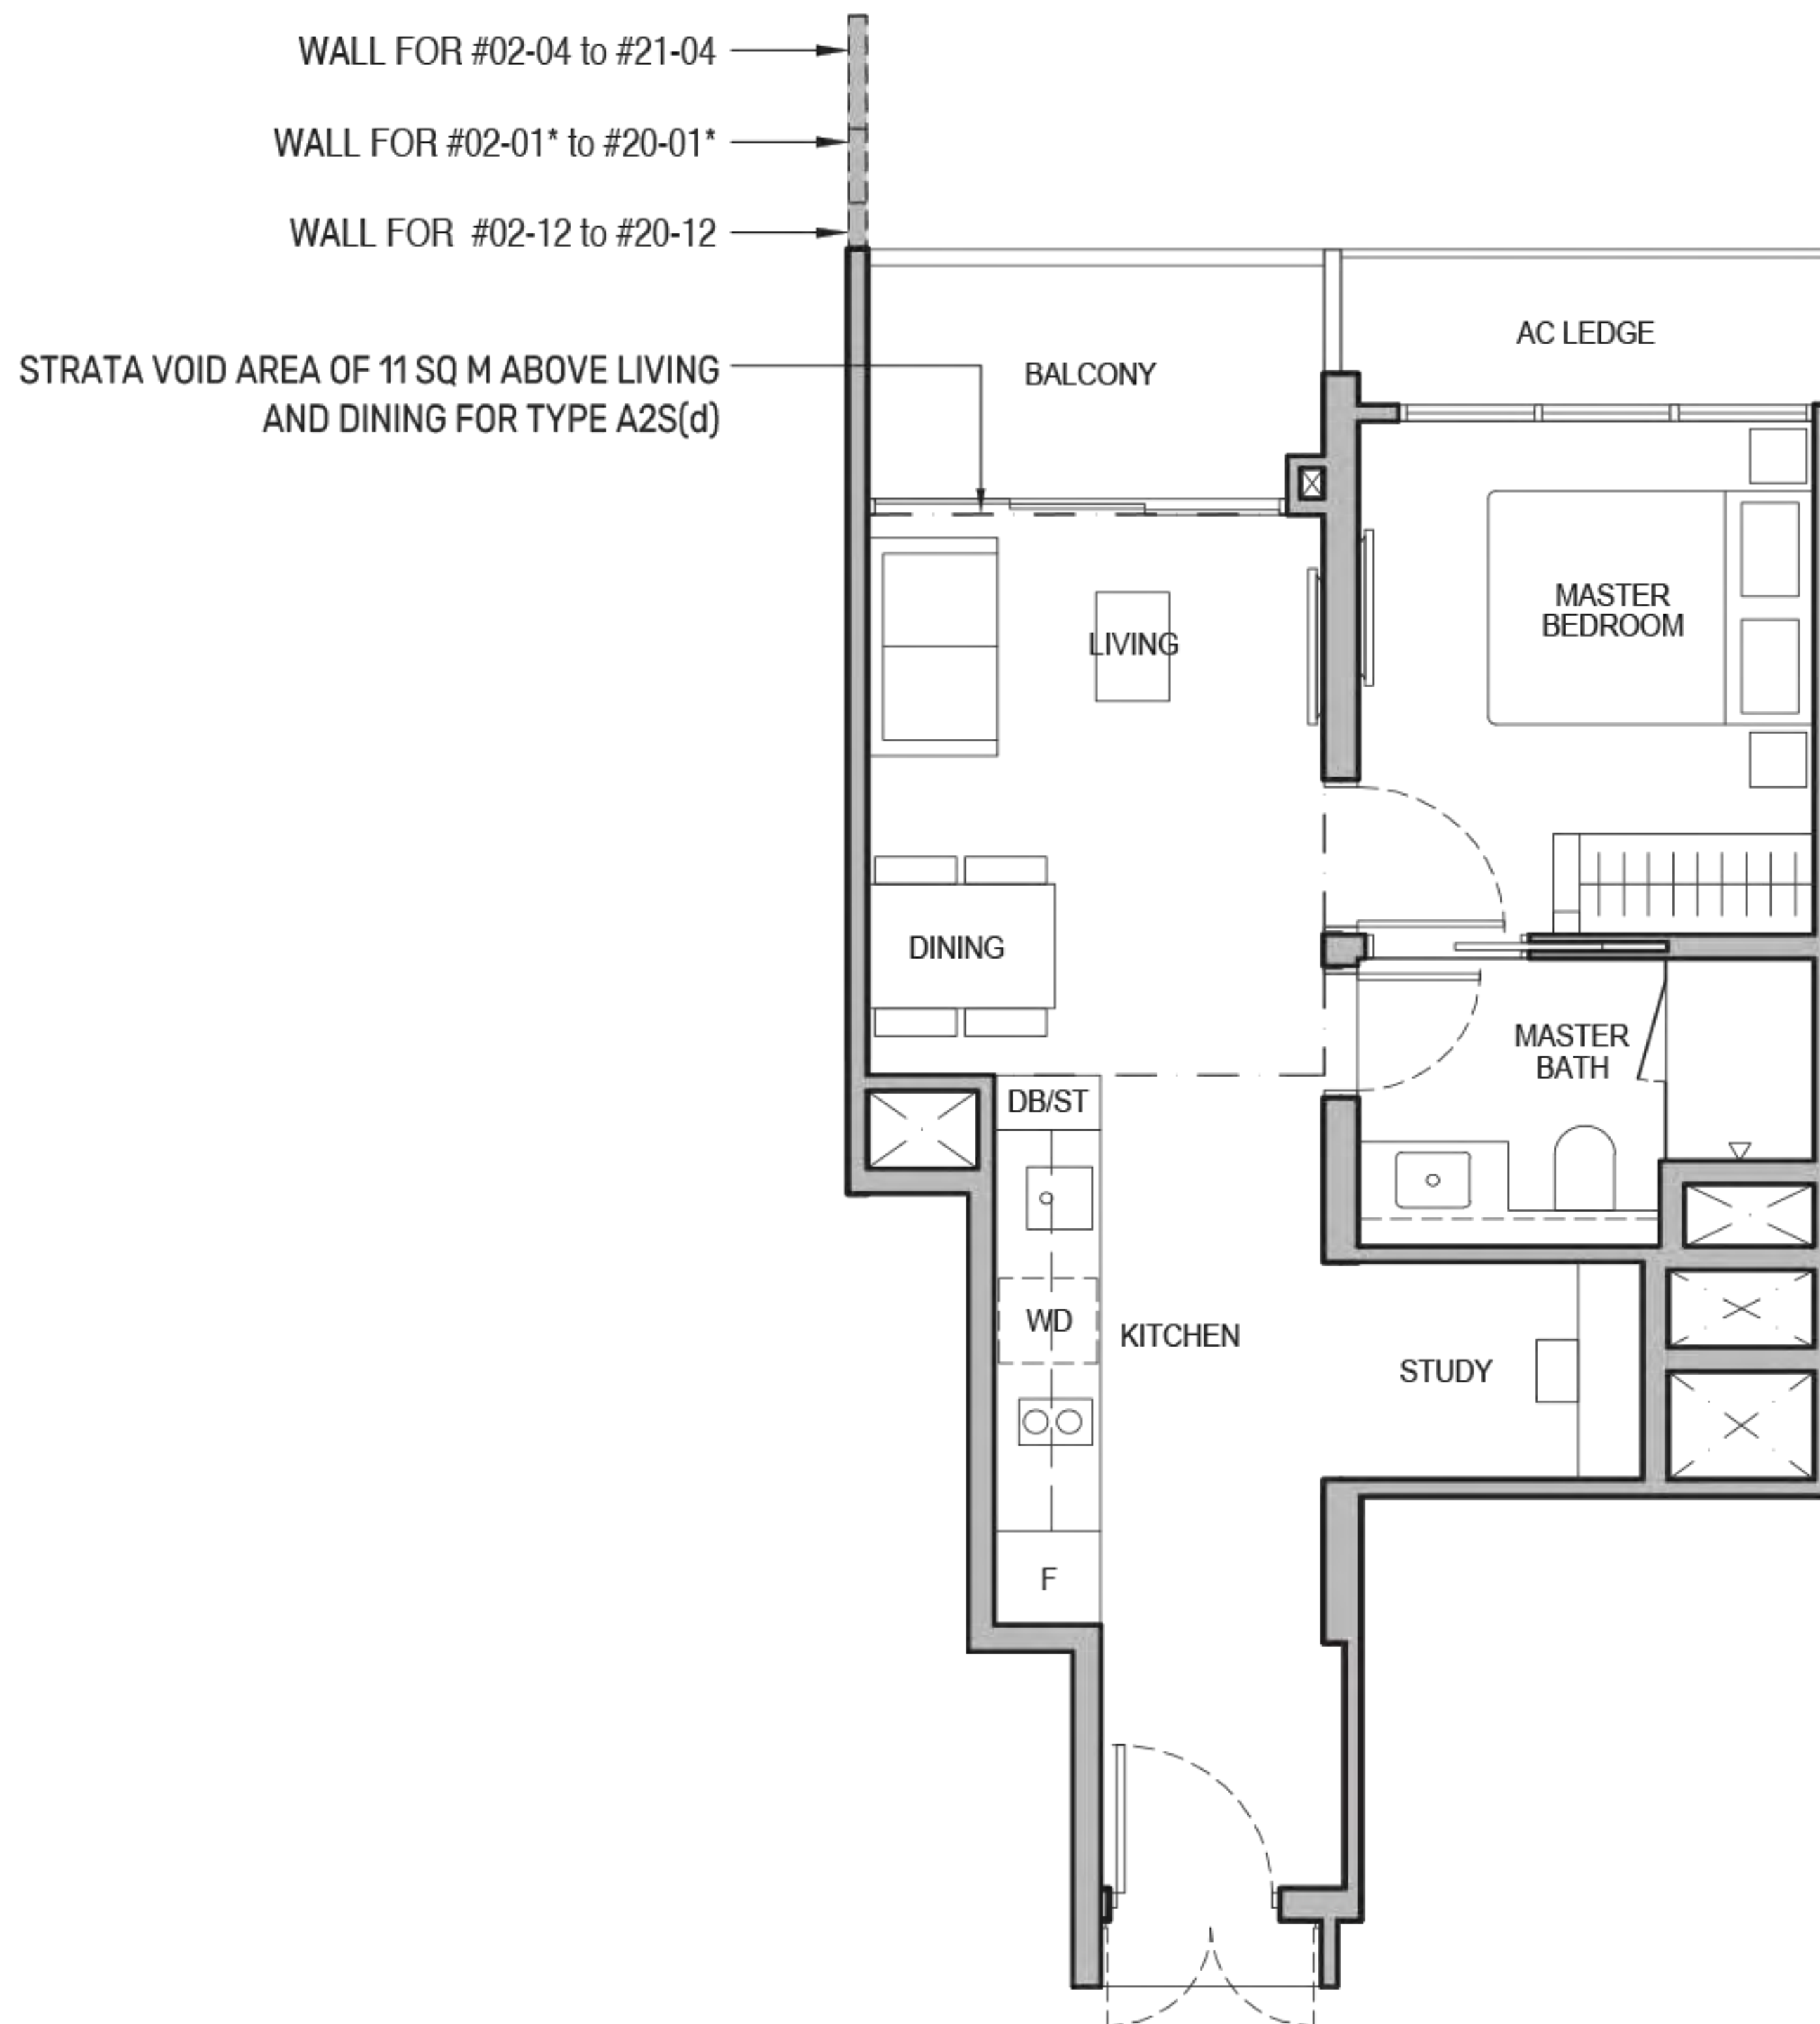 WALL FOR #02-04 to #21-04
WALL FOR #02-01* to #20-01*
WALL FOR #02-12 to #20-12
STRATA VOID AREA OF 11 SQ M ABOVE LIVING
AND DINING FOR TYPE A2S(d)
BALCONY
AC LEDGE
LIVING
MASTER
BEDROOM
DINING
MASTER
BATH
DB/ST
WD
KITCHEN
STUDY
F